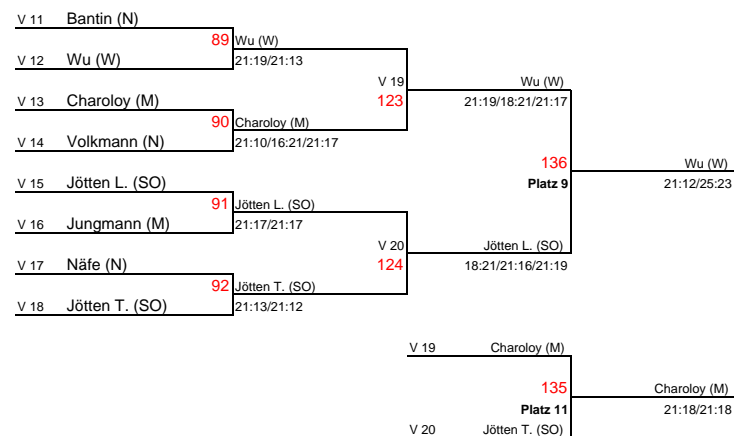 V 11 Bantin (N)
89 Wu (W)
V 12 Wu (W) 21:19/21:13
V 19 Wu (W)
V 13 Charoloy (M) 123 21:19/18:21/21:17
90 Charoloy (M)
V 14 Volkmann (N) 21:10/16:21/21:17
136 Wu (W)
V 15 Jötten L. (SO) Platz 9 21:12/25:23
91 Jötten L. (SO)
V 16 Jungmann (M) 21:17/21:17
V 20 Jötten L. (SO)
V 17 Näfe (N) 124 18:21/21:16/21:19
92 Jötten T. (SO)
V 18 Jötten T. (SO) 21:13/21:12
V 19 Charoloy (M)
135 Charoloy (M)
Platz 11 21:18/21:18
V 20 Jötten T. (SO)